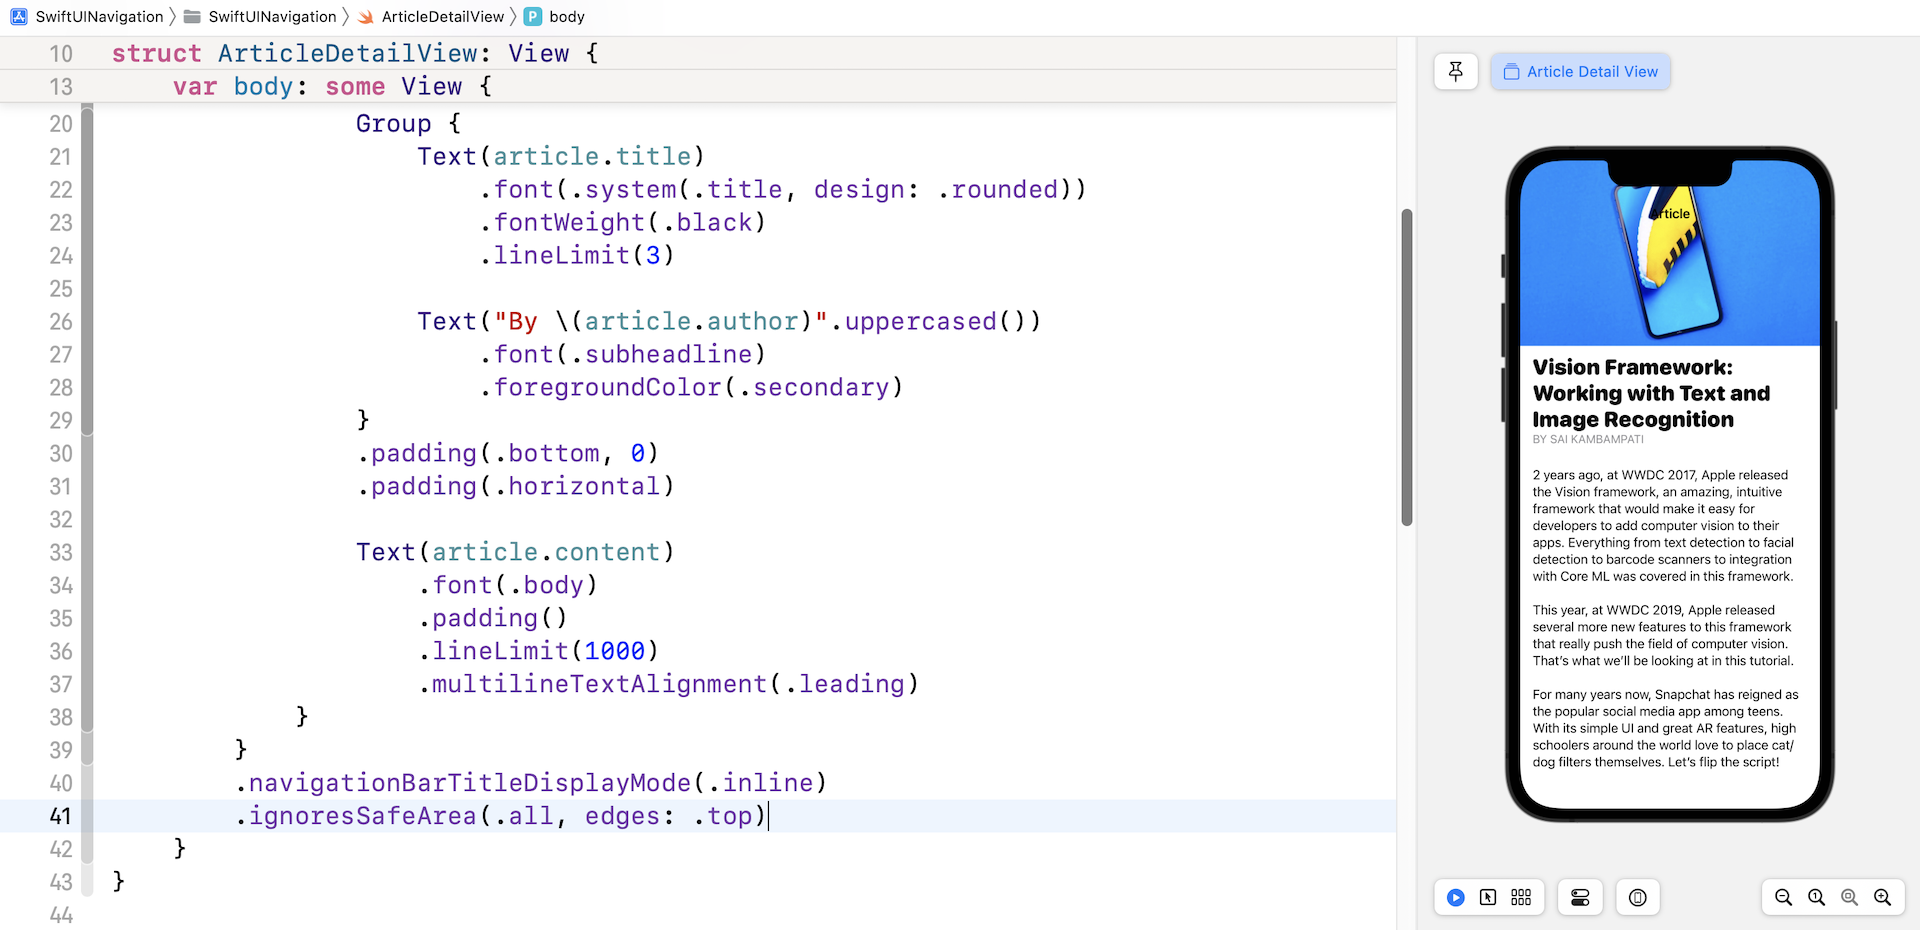 SwiftUINavigation SwiftUINavigation ArticleDetailView P body
10 struct ArticleDetailView: View {
13 var body: some View {
20 Group {
21 Text(article.title)
22 .font(.system(.title, design: .rounded))
23 .fontWeight(.black)
24 .lineLimit(3)
25
26 Text("By \(article.author)".uppercased())
27 .font(.subheadline)
28 .foregroundColor(.secondary)
29 }
30 .padding(.bottom, 0)
31 .padding(.horizontal)
32
33 Text(article.content)
34 .font(.body)
35 .padding()
36 .lineLimit(1000)
37 .multilineTextAlignment(.leading)
38 }
39 }
40 .navigationBarTitleDisplayMode(.inline)
41 .ignoresSafeArea(.all, edges: .top)
42 }
43 }
44
Article Detail View
Article
Vision Framework:
Working with Text and
Image Recognition
BY SAI KAMBAMPATI
2 years ago, at WWDC 2017, Apple released
the Vision framework, an amazing, intuitive
framework that would make it easy for
developers to add computer vision to their
apps. Everything from text detection to facial
detection to barcode scanners to integration
with Core ML was covered in this framework.
This year, at WWDC 2019, Apple released
several more new features to this framework
that really push the field of computer vision.
That's what we'll be looking at in this tutorial.
For many years now, Snapchat has reigned as
the popular social media app among teens.
With its simple UI and great AR features, high
schoolers around the world love to place cat/
dog filters themselves. Let's flip the script!